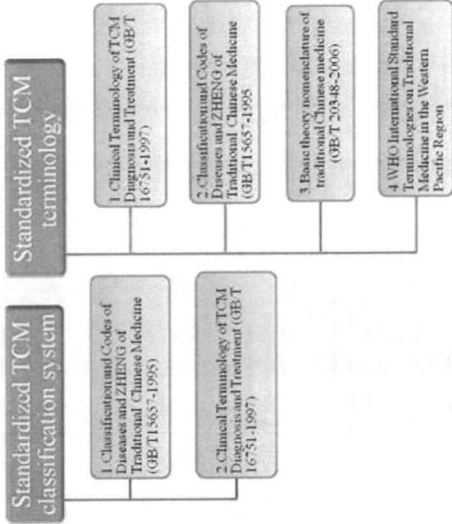 Standardized TCM
classification system
1.Classification and Codes of
Diseases and ZHENG of
Traditional Chinese Medicine
(GB/T15657-1995)
2.Clinical Terminology of TCM
Diagnosis and Treatment (GB/T
16751-1997)
Standardized TCM
terminology
1.Clinical Terminology of TCM
Diagnosis and Treatment (GB/T
16751-1997)
2.Classification and Codes of
Diseases and ZHENG of
Traditional Chinese Medicine
(GB/T15657-1995
3.Basic theory nomenclature of
traditional Chinese medicine
(GB/T 20348-2006)
4.WHO International Standard
Terminologies on Traditional
Medicine in the Western
Pacific Region